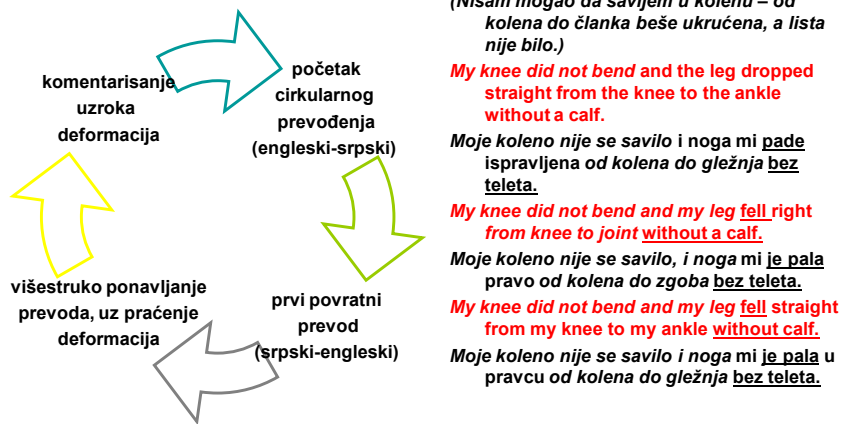 komentarisanje
uzroka
deformacija
početak
cirkularnog
prevođenja
(engleski-srpski)
prvi povratni
prevod
(srpski-engleski)
višestruko ponavljanje
prevoda, uz praćenje
deformacija
(Nisam mogao da savijem u kolenu – od
kolena do članka beše ukrućena, a lista
nije bilo.)
My knee did not bend and the leg dropped
straight from the knee to the ankle
without a calf.
Moje koleno nije se savilo i noga mi pade
ispravljena od kolena do gležnja bez
teleta.
My knee did not bend and my leg fell right
from knee to joint without a calf.
Moje koleno nije se savilo, i noga mi je pala
pravo od kolena do zgoba bez teleta.
My knee did not bend and my leg fell straight
from my knee to my ankle without calf.
Moje koleno nije se savilo i noga mi je pala u
pravcu od kolena do gležnja bez teleta.